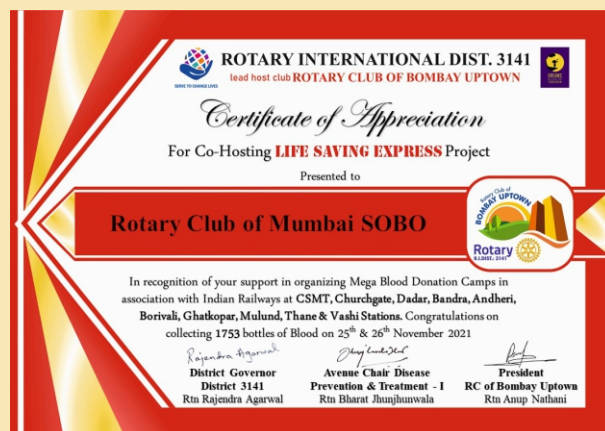 ROTARY INTERNATIONAL DIST. 3141
lead host club ROTARY CLUB OF BOMBAY UPTOWN
SERVE TO CHANGE LIVES
Certificate of Appreciation
For Co-Hosting LIFE SAVING EXPRESS Project
Presented to
Rotary Club of Mumbai SOBO
Rotary Club of
BOMBAY UPTOWN
Rotary
R.I.DIST.: 3141
In recognition of your support in organizing Mega Blood Donation Camps in
association with Indian Railways at CSMT, Churchgate, Dadar, Bandra, Andheri,
Borivali, Ghatkopar, Mulund, Thane & Vashi Stations. Congratulations on
collecting 1753 bottles of Blood on 25th & 26th November 2021
Rajendra Agarwal
District Governor
District 3141
Rtn Rajendra Agarwal
Avenue Chair Disease
Prevention & Treatment - I
Rtn Bharat Jhunjhunwala
President
RC of Bombay Uptown
Rtn Anup Nathani